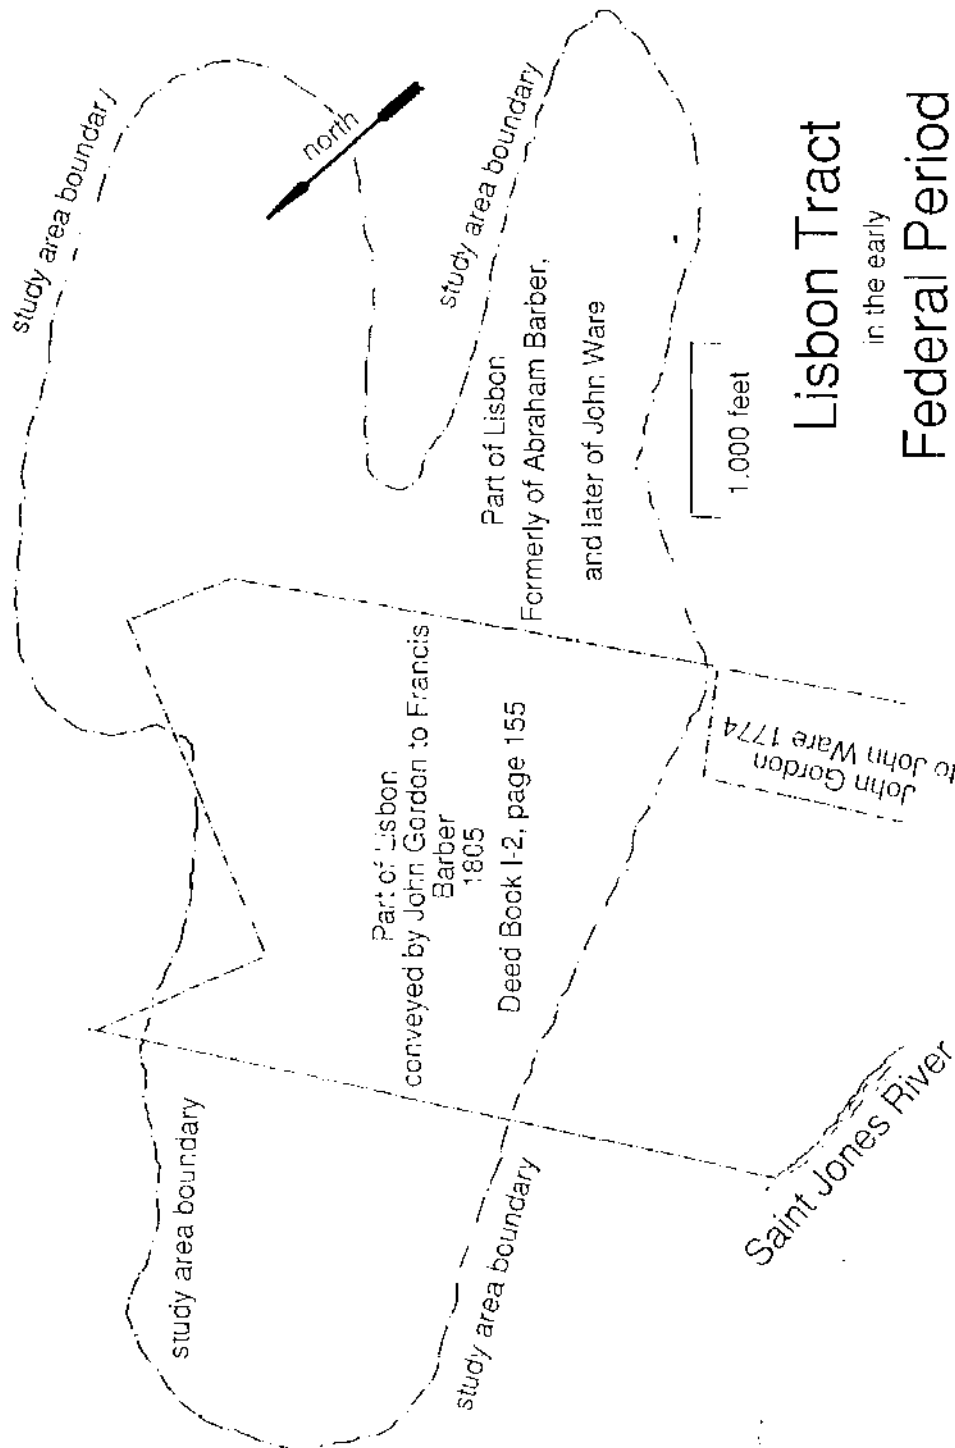 study area boundary
north
study area boundary
Part of Lisbon
Formerly of Abraham Barber,
and later of John Ware
1,000 feet
Lisbon Tract
in the early
Federal Period
Part of Lisbon
conveyed by John Gordon to Francis
Barber
1805
Deed Book I-2, page 155
John Gordon
to John Ware 1774
study area boundary
study area boundary
Saint Jones River